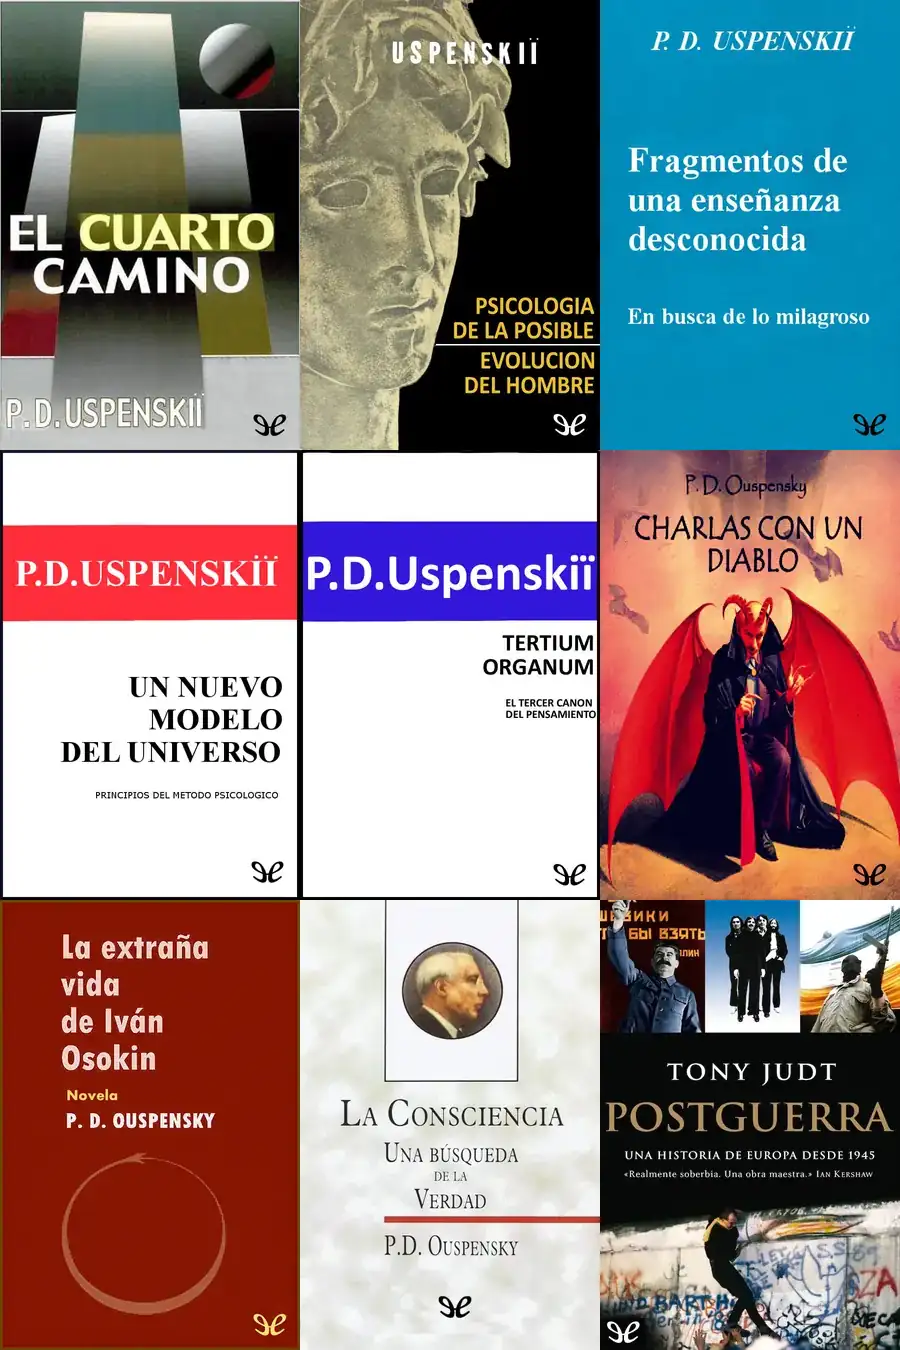 EL CUARTO
CAMINO
P.D.USPENSKIÏ
USPENSKIÏ
PSICOLOGIA
DE LA POSIBLE
EVOLUCION
DEL HOMBRE
P. D. USPENSKIÏ
Fragmentos de
una enseñanza
desconocida
En busca de lo milagroso
P.D.USPENSKÏÏ
UN NUEVO
MODELO
DEL UNIVERSO
PRINCIPIOS DEL METODO PSICOLOGICO
P.D.Uspenskiï
TERTIUM
ORGANUM
EL TERCER CANON
DEL PENSAMIENTO
P.D. Ouspensky
CHARLAS CON UN
DIABLO
La extraña
vida
de Iván
Osokin
Novela
P. D. OUSPENSKY
LA CONSCIENCIA
UNA BÚSQUEDA
DE LA
VERDAD
P.D. OUSPENSKY
БЫ ВЗЯТЬ
TONY JUDT
POSTGUERRA
UNA HISTORIA DE EUROPA DESDE 1945
«Realmente soberbia. Una obra maestra.» IAN KERSHAW